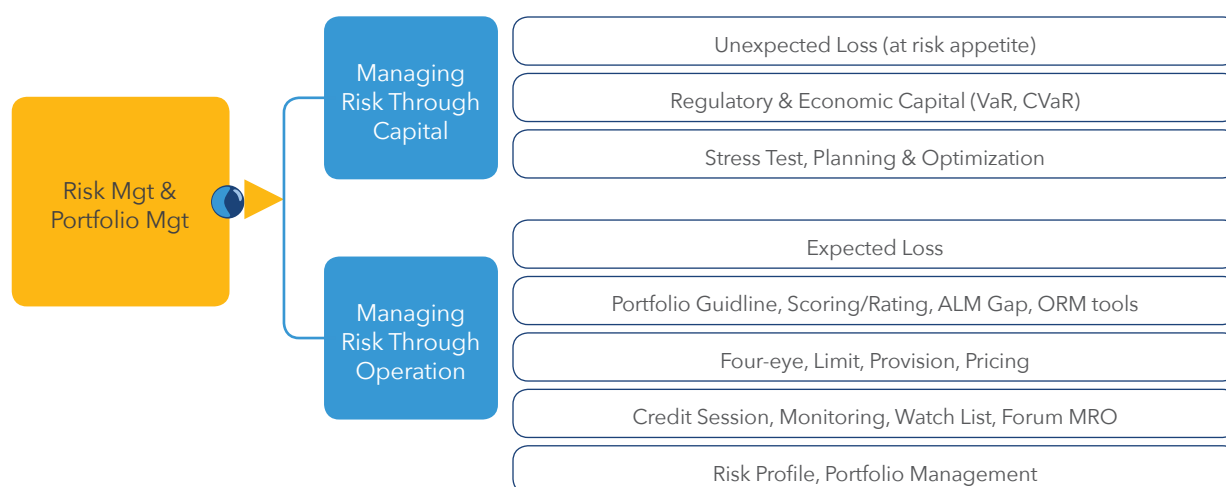 Risk Mgt &
Portfolio Mgt
Managing
Risk Through
Capital
Unexpected Loss (at risk appetite)
Regulatory & Economic Capital (VaR, CVaR)
Stress Test, Planning & Optimization
Managing
Risk Through
Operation
Expected Loss
Portfolio Guidline, Scoring/Rating, ALM Gap, ORM tools
Four-eye, Limit, Provision, Pricing
Credit Session, Monitoring, Watch List, Forum MRO
Risk Profile, Portfolio Management